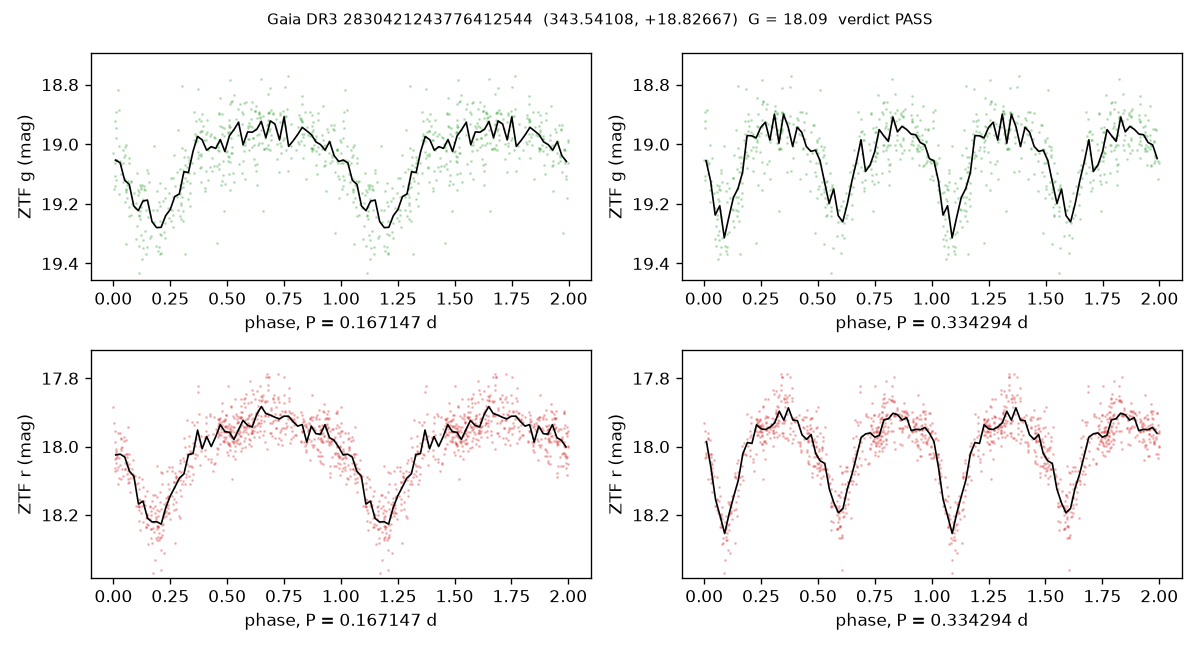 Gaia DR3 2830421243776412544 (343.54108, +18.82667) G = 18.09 verdict PASS
18.8
19.0
19.2
19.4
ZTF g (mag)
0.00 0.25 0.50 0.75 1.00 1.25 1.50 1.75 2.00
phase, P = 0.167147 d
18.8
19.0
19.2
19.4
ZTF g (mag)
0.00 0.25 0.50 0.75 1.00 1.25 1.50 1.75 2.00
phase, P = 0.334294 d
17.8
18.0
18.2
ZTF r (mag)
0.00 0.25 0.50 0.75 1.00 1.25 1.50 1.75 2.00
phase, P = 0.167147 d
17.8
18.0
18.2
ZTF r (mag)
0.00 0.25 0.50 0.75 1.00 1.25 1.50 1.75 2.00
phase, P = 0.334294 d